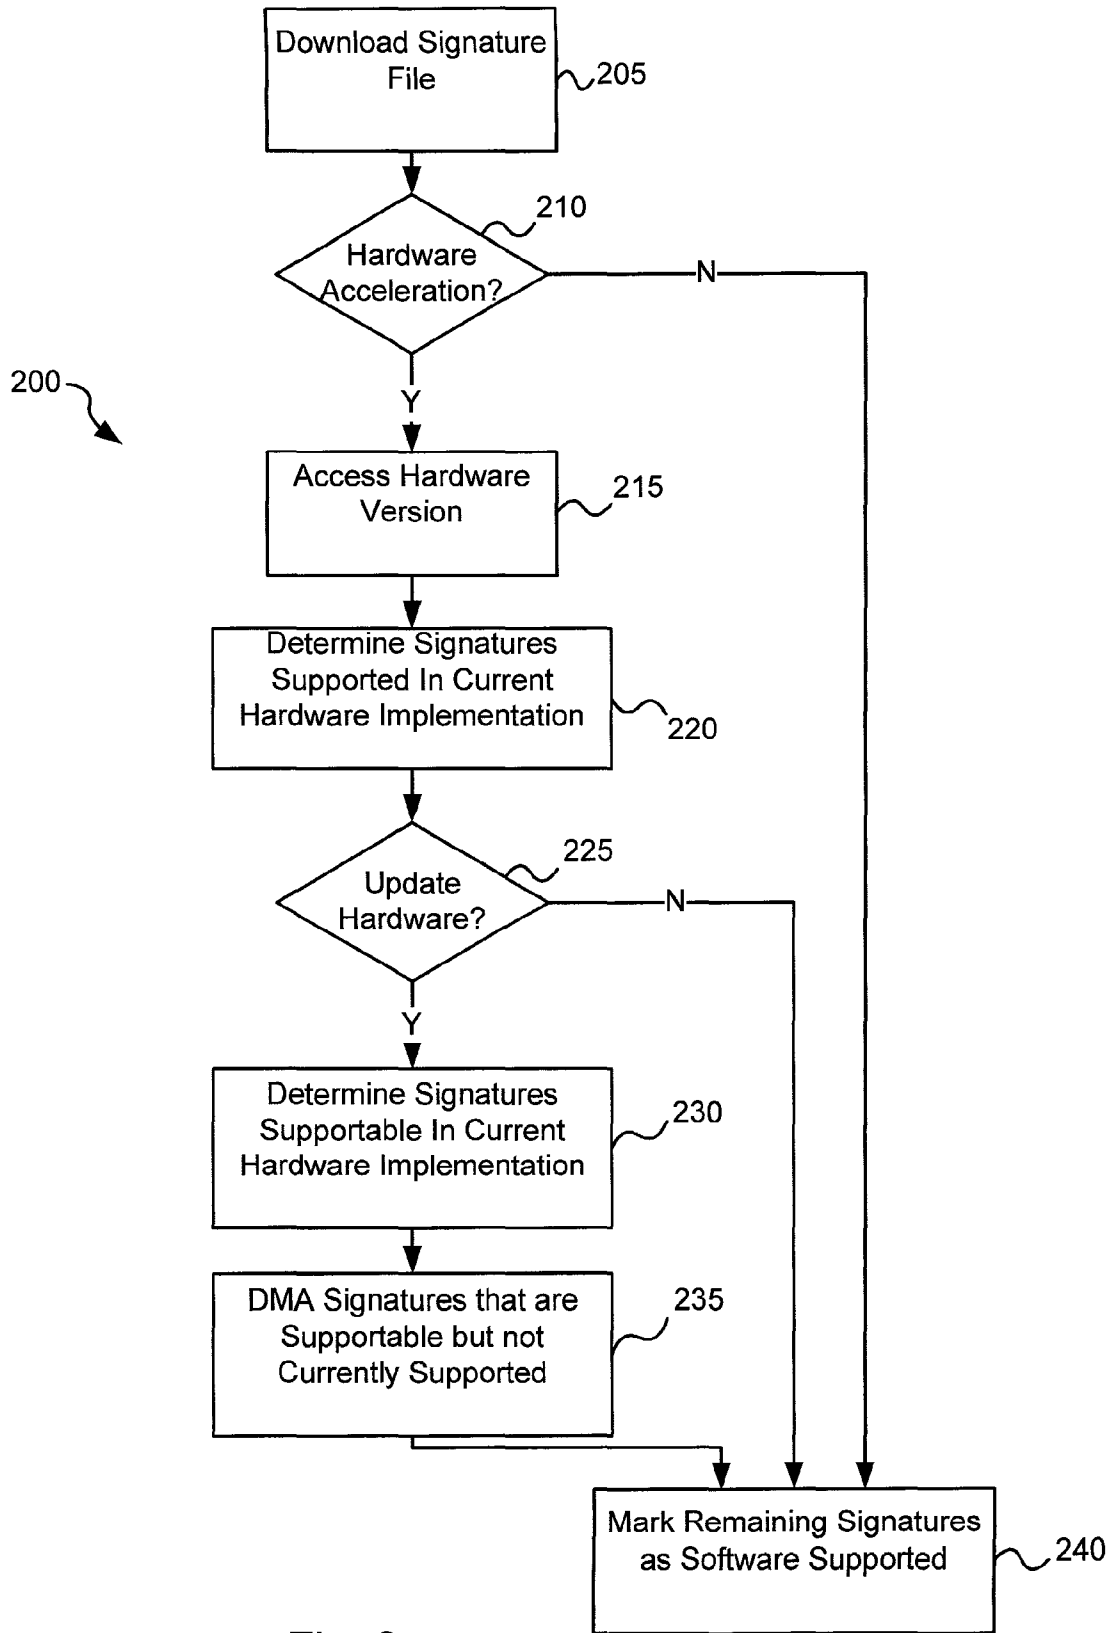 Download Signature
File
205
210
Hardware
Acceleration?
N
200
Y
Access Hardware
Version
215
Determine Signatures
Supported In Current
Hardware Implementation
220
225
Update
Hardware?
N
Y
Determine Signatures
Supportable In Current
Hardware Implementation
230
DMA Signatures that are
Supportable but not
Currently Supported
235
Mark Remaining Signatures
as Software Supported
240